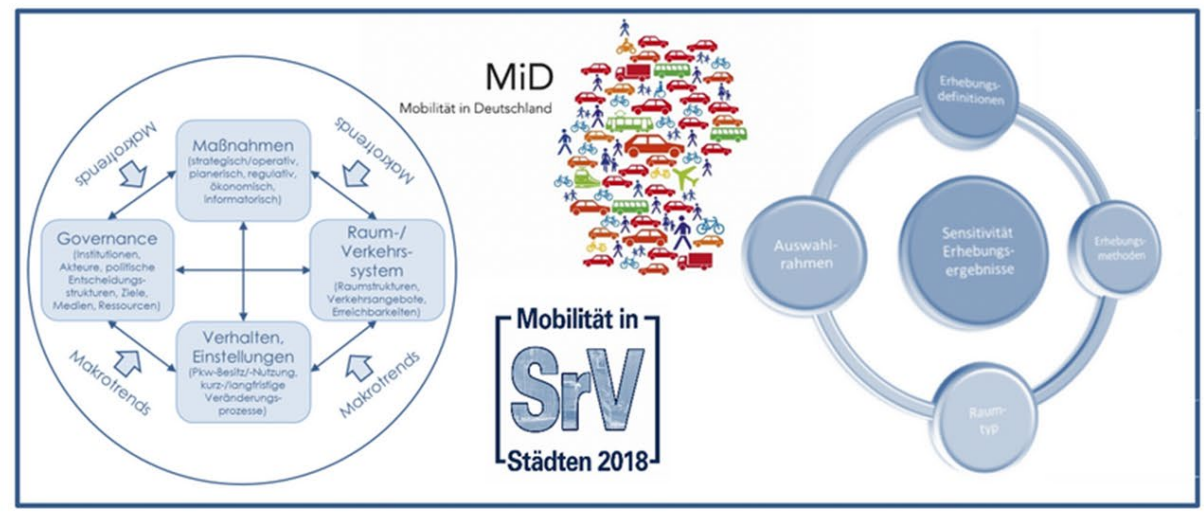 Makrotrends
Makrotrends
Maßnahmen
(strategisch/operativ,
planerisch, regulativ,
ökonomisch,
informatorisch)
Governance
(Institutionen,
Akteure, politische
Entscheidungs-
strukturen, Ziele,
Medien, Ressourcen)
Raum-/
Verkehrs-
system
(Raumstrukturen,
Verkehrsangebote,
Erreichbarkeiten)
Verhalten,
Einstellungen
(Pkw-Besitz/-Nutzung,
kurz-/langfristige
Veränderungs-
prozesse)
Makrotrends
Makrotrends
MiD
Mobilität in Deutschland
Mobilität in
SrV
Städten 2018
Erhebungs-
definitionen
Auswahl-
rahmen
Sensitivität
Erhebungs-
ergebnisse
Erhebungs-
methoden
Raum-
typ